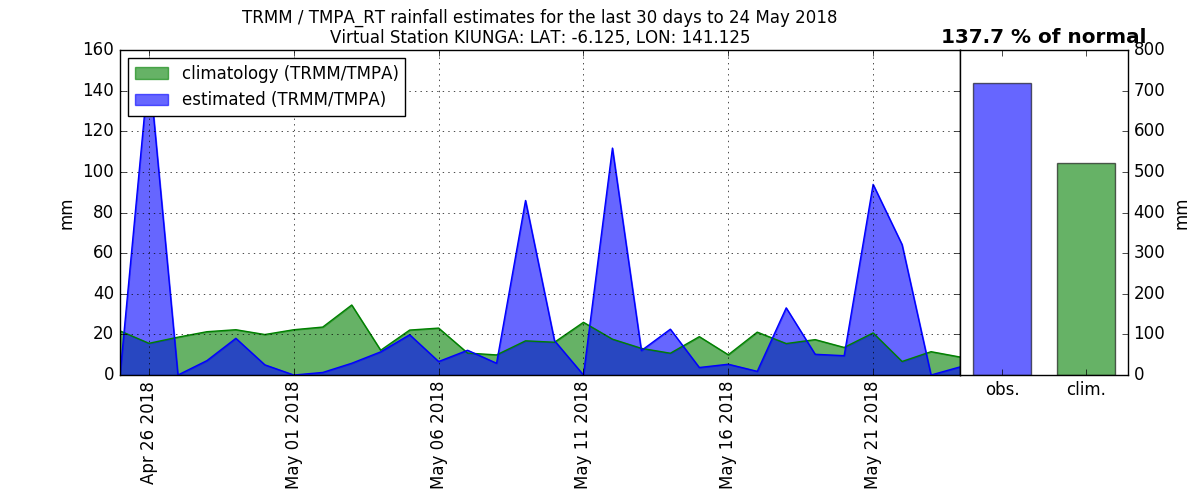 TRMM / TMPA_RT rainfall estimates for the last 30 days to 24 May 2018
Virtual Station KIUNGA: LAT: -6.125, LON: 141.125
137.7 % of normal
climatology (TRMM/TMPA)
estimated (TRMM/TMPA)
mm
160
140
120
100
80
60
40
20
0
Apr 26 2018
May 01 2018
May 06 2018
May 11 2018
May 16 2018
May 21 2018
800
700
600
500
400
300
200
100
0
mm
obs.
clim.